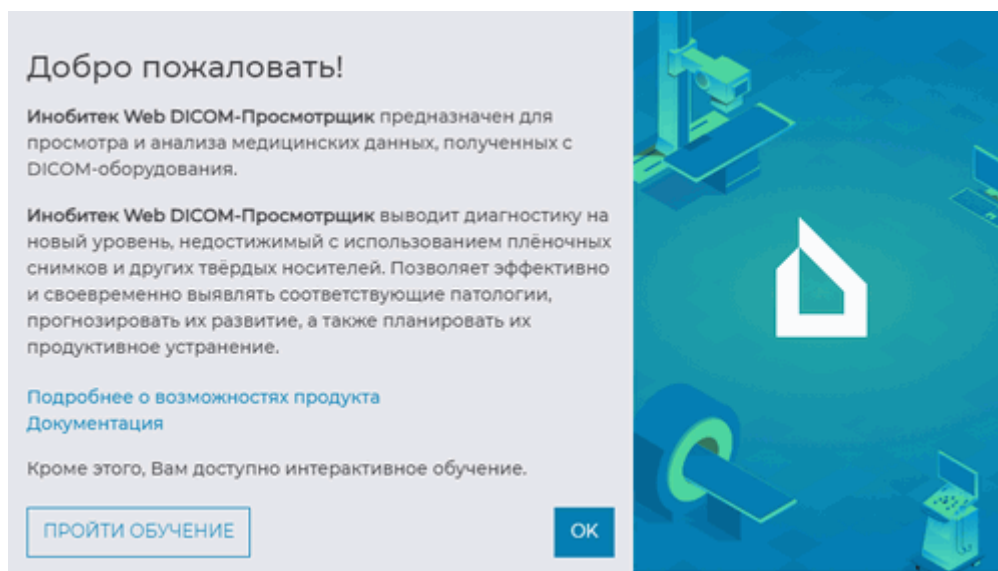 Добро пожаловать!
Инобитек Web DICOM-Просмотрщик предназначен для
просмотра и анализа медицинских данных, полученных с
DICOM-оборудования.
Инобитек Web DICOM-Просмотрщик выводит диагностику на
новый уровень, недостижимый с использованием плёночных
снимков и других твёрдых носителей. Позволяет эффективно
и своевременно выявлять соответствующие патологии,
прогнозировать их развитие, а также планировать их
продуктивное устранение.
Подробнее о возможностях продукта
Документация
Кроме этого, Вам доступно интерактивное обучение.
ПРОЙТИ ОБУЧЕНИЕ
OK